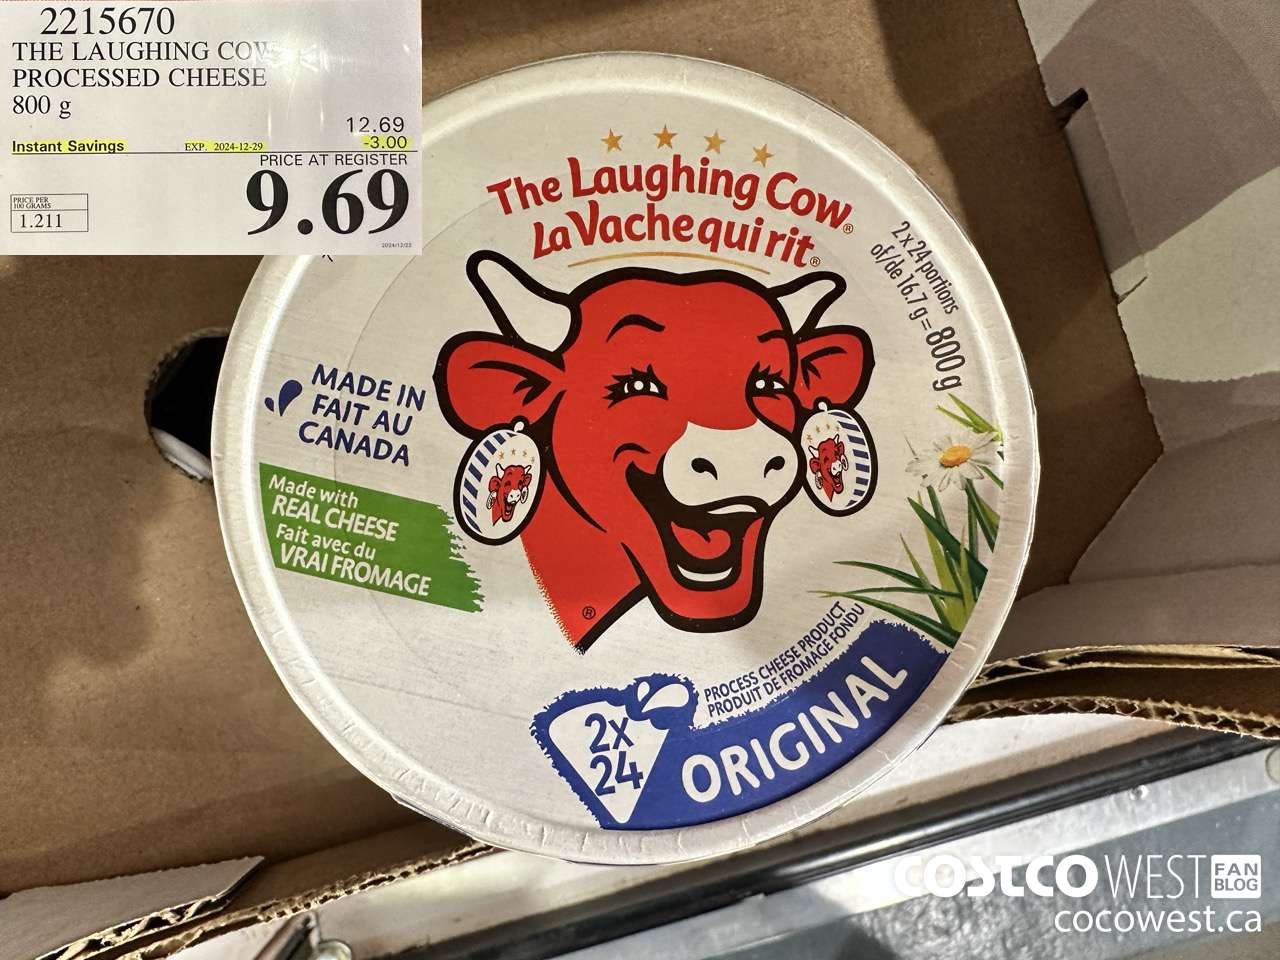 2215670
THE LAUGHING COW
PROCESSED CHEESE
800 g
12.69
Instant Savings EXP. 2024-12-29 -3.00
PRICE AT REGISTER
9.69
PRICE PER
100 GRAMS
1.211
2024/12/22
The Laughing Cow®
La Vache qui rit®
2 x 24 portions
of/de 16.7 g = 800 g
MADE IN
FAIT AU
CANADA
Made with
REAL CHEESE
Fait avec du
VRAI FROMAGE
®
PROCESS CHEESE PRODUCT
PRODUIT DE FROMAGE FONDU
2x
24
ORIGINAL
COSTCO WEST FAN BLOG
cocowest.ca